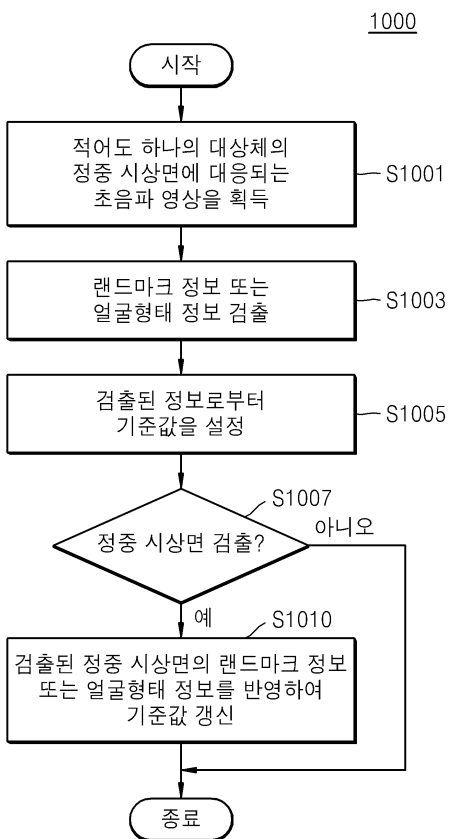 1000
시작
적어도 하나의 대상체의
정중 시상면에 대응되는
초음파 영상을 획득
S1001
랜드마크 정보 또는
얼굴형태 정보 검출
S1003
검출된 정보로부터
기준값을 설정
S1005
S1007
정중 시상면 검출?
아니오
예
S1010
검출된 정중 시상면의 랜드마크 정보
또는 얼굴형태 정보를 반영하여
기준값 갱신
종료